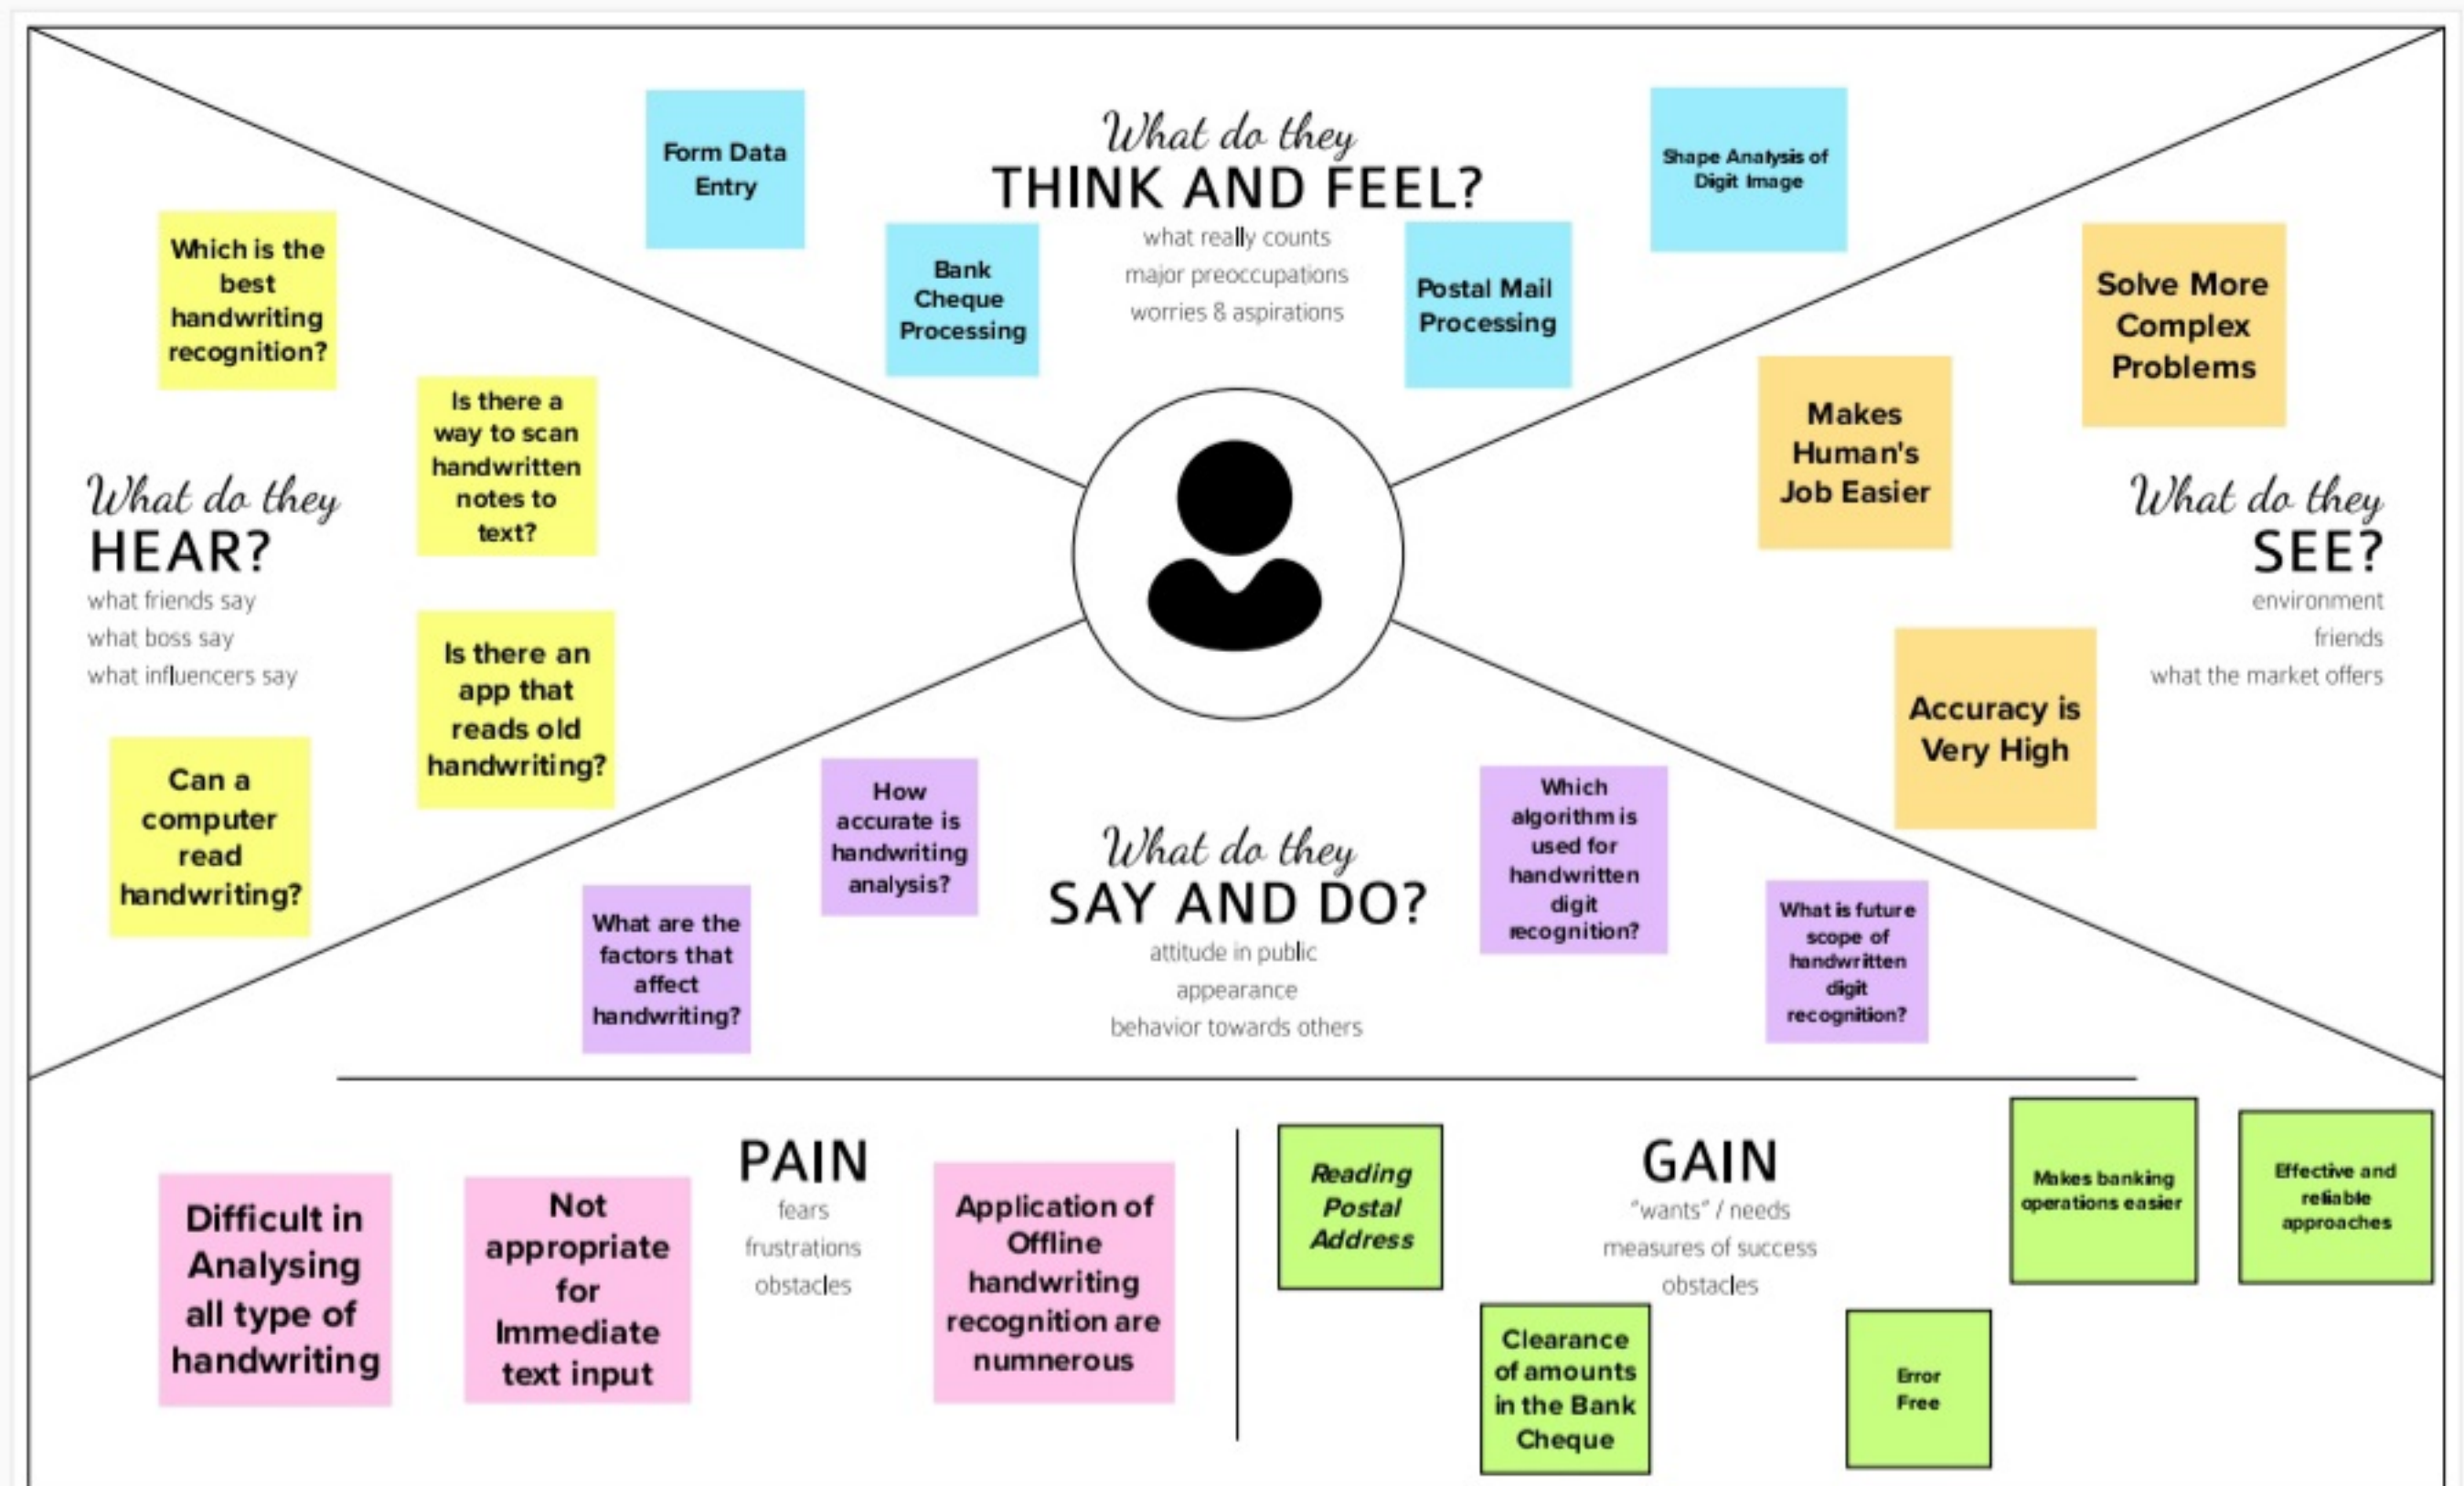 What do they
THINK AND FEEL?
what really counts
major preoccupations
worries & aspirations
Form Data
Entry
Bank
Cheque
Processing
Postal Mail
Processing
Shape Analysis of
Digit Image
What do they
HEAR?
what friends say
what boss say
what influencers say
Which is the
best
handwriting
recognition?
Is there a
way to scan
handwritten
notes to
text?
Is there an
app that
reads old
handwriting?
Can a
computer
read
handwriting?
What do they
SEE?
environment
friends
what the market offers
Solve More
Complex
Problems
Makes
Human's
Job Easier
Accuracy is
Very High
What do they
SAY AND DO?
attitude in public
appearance
behavior towards others
How
accurate is
handwriting
analysis?
What are the
factors that
affect
handwriting?
Which
algorithm is
used for
handwritten
digit
recognition?
What is future
scope of
handwritten
digit
recognition?
PAIN
fears
frustrations
obstacles
Difficult in
Analysing
all type of
handwriting
Not
appropriate
for
Immediate
text input
Application of
Offline
handwriting
recognition are
numnerous
GAIN
"wants" / needs
measures of success
obstacles
Reading
Postal
Address
Clearance
of amounts
in the Bank
Cheque
Error
Free
Makes banking
operations easier
Effective and
reliable
approaches